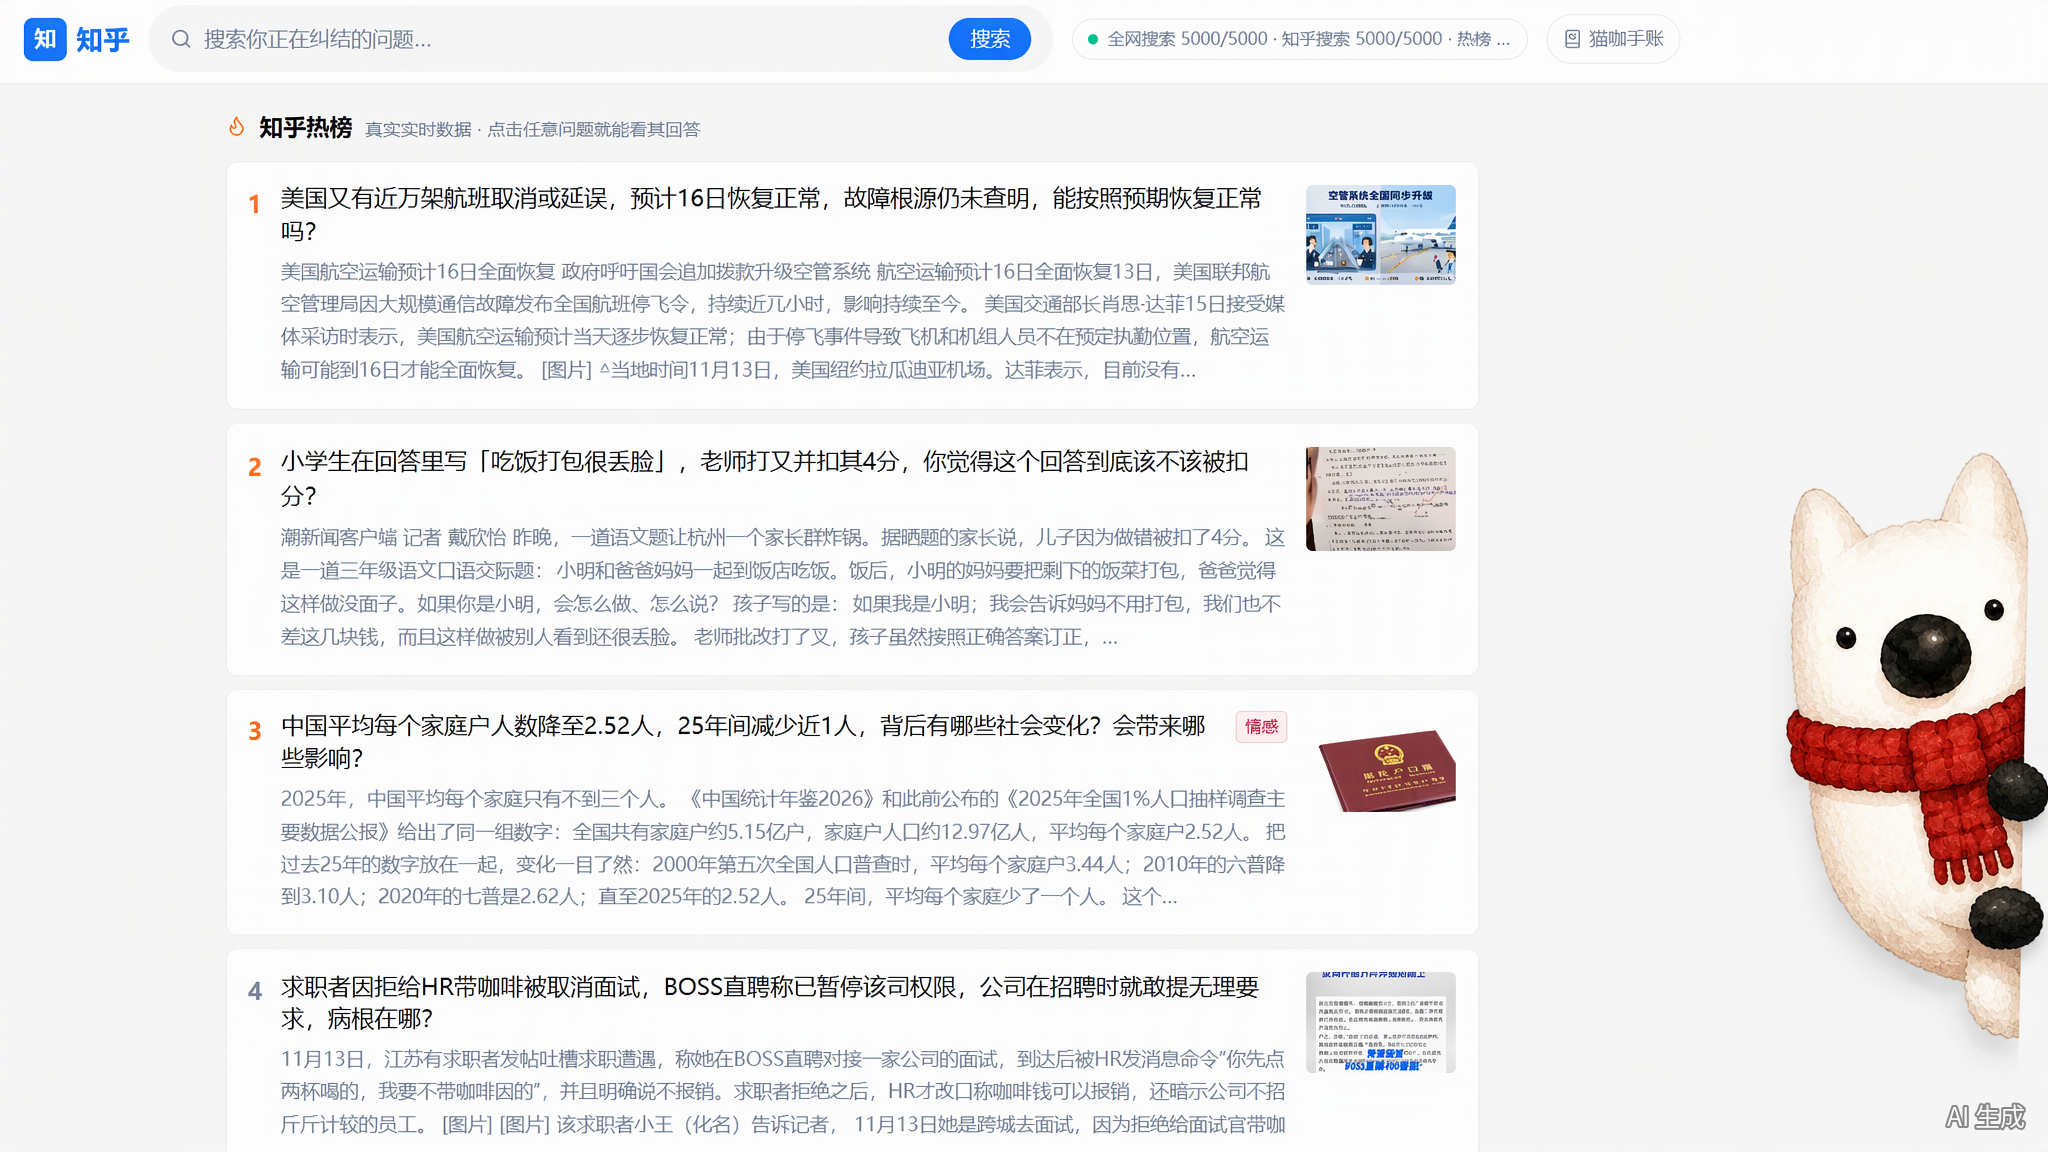 知 知乎
搜索你正在纠结的问题...
搜索
全网搜索 5000/5000 · 知乎搜索 5000/5000 · 热榜 ...
猫咖手账
知乎热榜 真实实时数据 · 点击任意问题就能看其回答
1
美国又有近万架航班取消或延误，预计16日恢复正常，故障根源仍未查明，能按照预期恢复正常
吗？
美国航空运输预计16日全面恢复 政府呼吁国会追加拨款升级空管系统 航空运输预计16日全面恢复13日，美国联邦航
空管理局因大规模通信故障发布全国航班停飞令，持续近兀小时，影响持续至今。 美国交通部长肖思-达菲15日接受媒
体采访时表示，美国航空运输预计当天逐步恢复正常；由于停飞事件导致飞机和机组人员不在预定执勤位置，航空运
输可能到16日才能全面恢复。 [图片] △当地时间11月13日，美国纽约拉瓜迪亚机场。达菲表示，目前没有...
空管系统全国同步升级
2
小学生在回答里写「吃饭打包很丢脸」，老师打叉并扣其4分，你觉得这个回答到底该不该被扣
分？
潮新闻客户端 记者 戴欣怡 昨晚，一道语文题让杭州一个家长群炸锅。据晒题的家长说，儿子因为做错被扣了4分。 这
是一道三年级语文口语交际题： 小明和爸爸妈妈一起到饭店吃饭。饭后，小明的妈妈要把剩下的饭菜打包，爸爸觉得
这样做没面子。如果你是小明，会怎么做、怎么说？ 孩子写的是： 如果我是小明；我会告诉妈妈不用打包，我们也不
差这几块钱，而且这样做被别人看到还很丢脸。 老师批改打了叉，孩子虽然按照正确答案订正，...
3
中国平均每个家庭户人数降至2.52人，25年间减少近1人，背后有哪些社会变化？会带来哪
些影响？
情感
2025年，中国平均每个家庭只有不到三个人。 《中国统计年鉴2026》和此前公布的《2025年全国1%人口抽样调查主
要数据公报》给出了同一组数字：全国共有家庭户约5.15亿户，家庭户人口约12.97亿人，平均每个家庭户2.52人。 把
过去25年的数字放在一起，变化一目了然：2000年第五次全国人口普查时，平均每个家庭户3.44人；2010年的六普降
到3.10人；2020年的七普是2.62人；直至2025年的2.52人。 25年间，平均每个家庭少了一个人。 这个...
4
求职者因拒给HR带咖啡被取消面试，BOSS直聘称已暂停该司权限，公司在招聘时就敢提无理要
求，病根在哪？
11月13日，江苏有求职者发帖吐槽求职遭遇，称她在BOSS直聘对接一家公司的面试，到达后被HR发消息命令“你先点
两杯喝的，我要不带咖啡因的”，并且明确说不报销。求职者拒绝之后，HR才改口称咖啡钱可以报销，还暗示公司不招
斤斤计较的员工。 [图片] [图片] 该求职者小王（化名）告诉记者， 11月13日她是跨城去面试，因为拒绝给面试官带咖
AI 生成